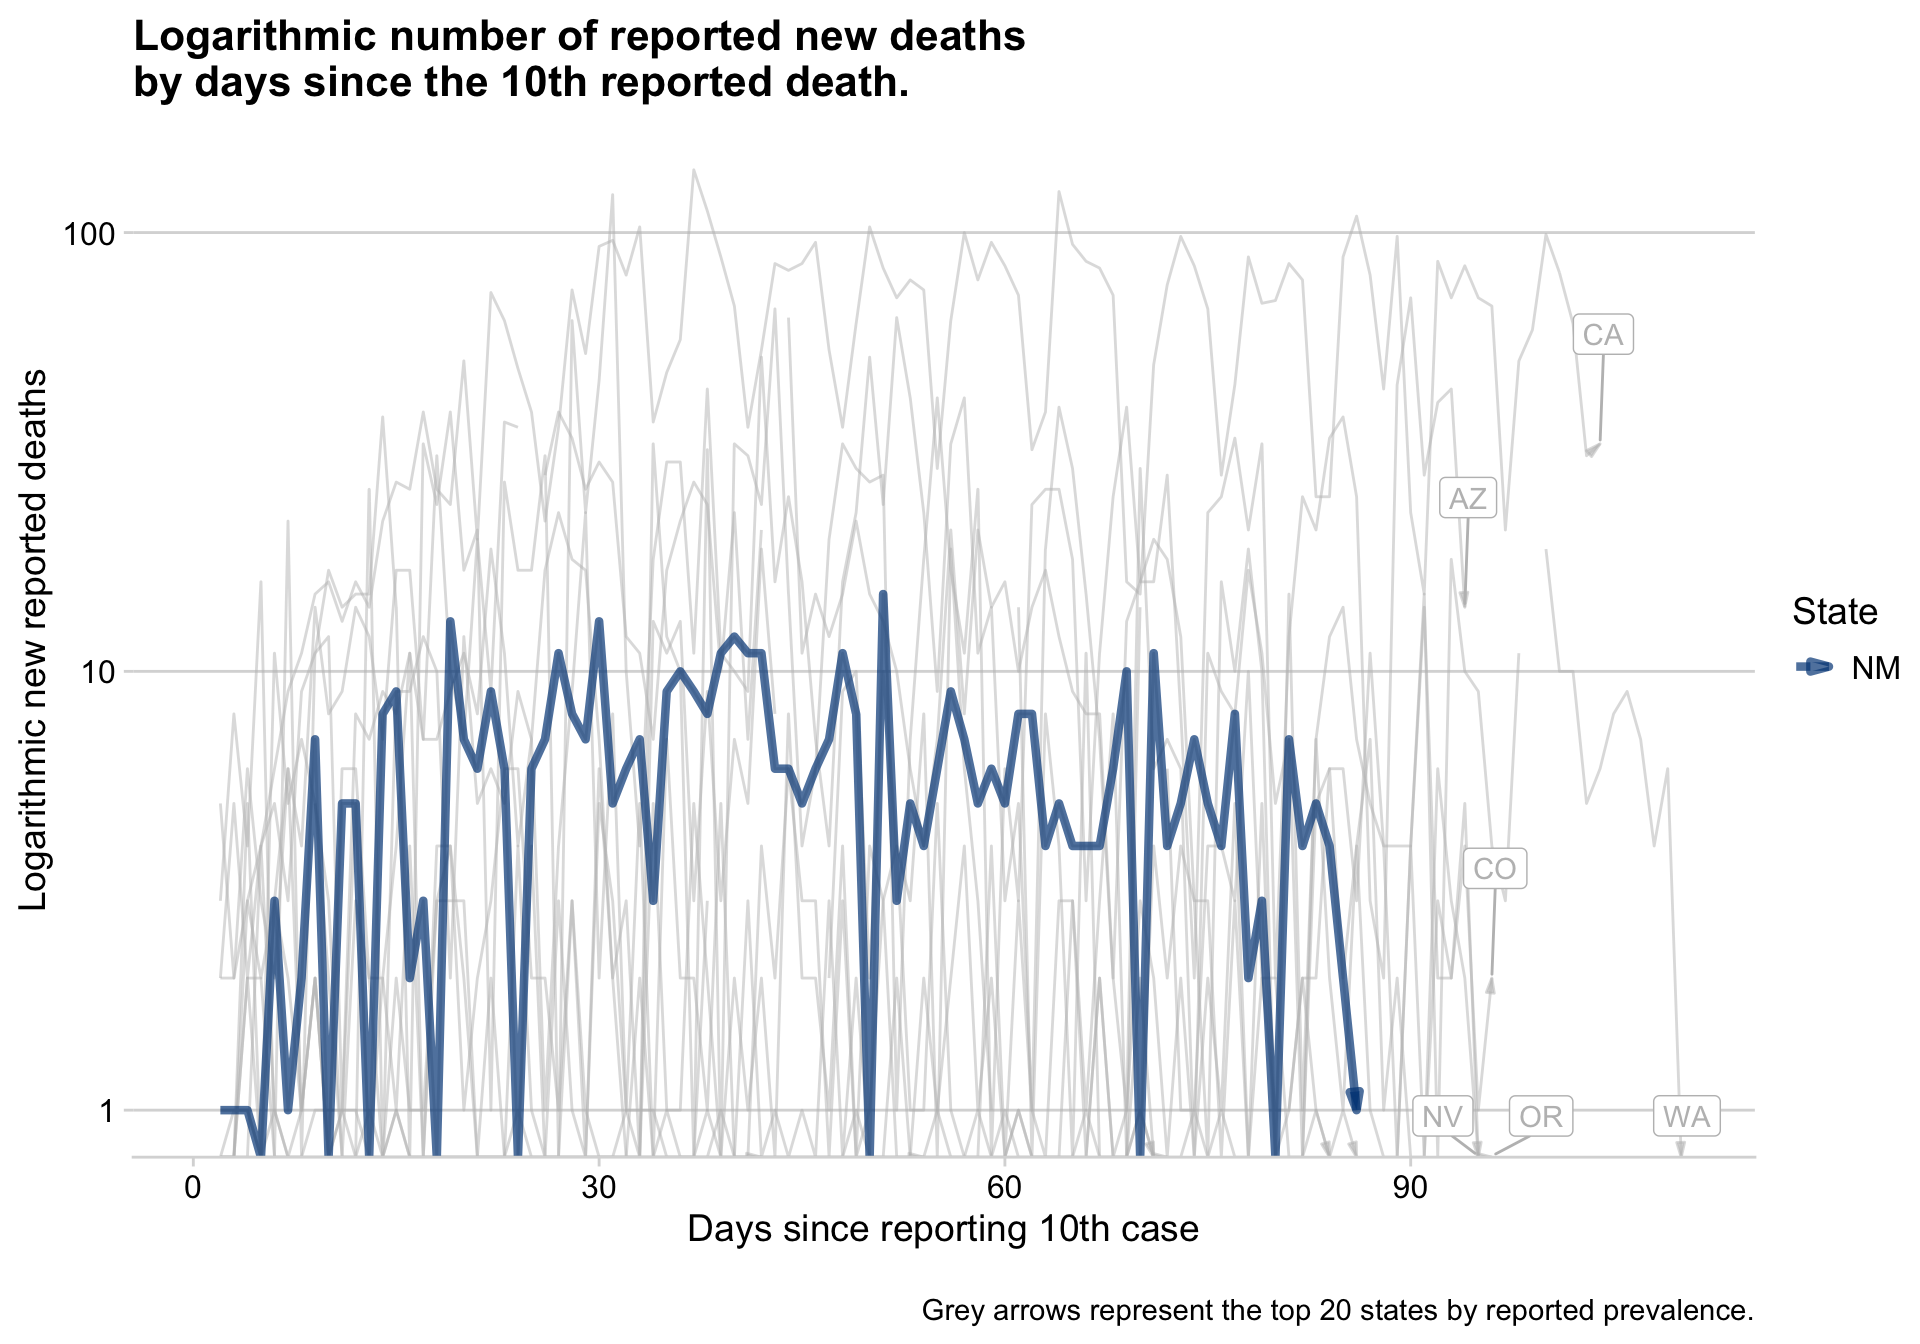 Logarithmic number of reported new deaths
by days since the 10th reported death.
Logarithmic new reported deaths
100
10
1
CA
AZ
CO
NV
OR
WA
State
NM
0
30
60
90
Days since reporting 10th case
Grey arrows represent the top 20 states by reported prevalence.